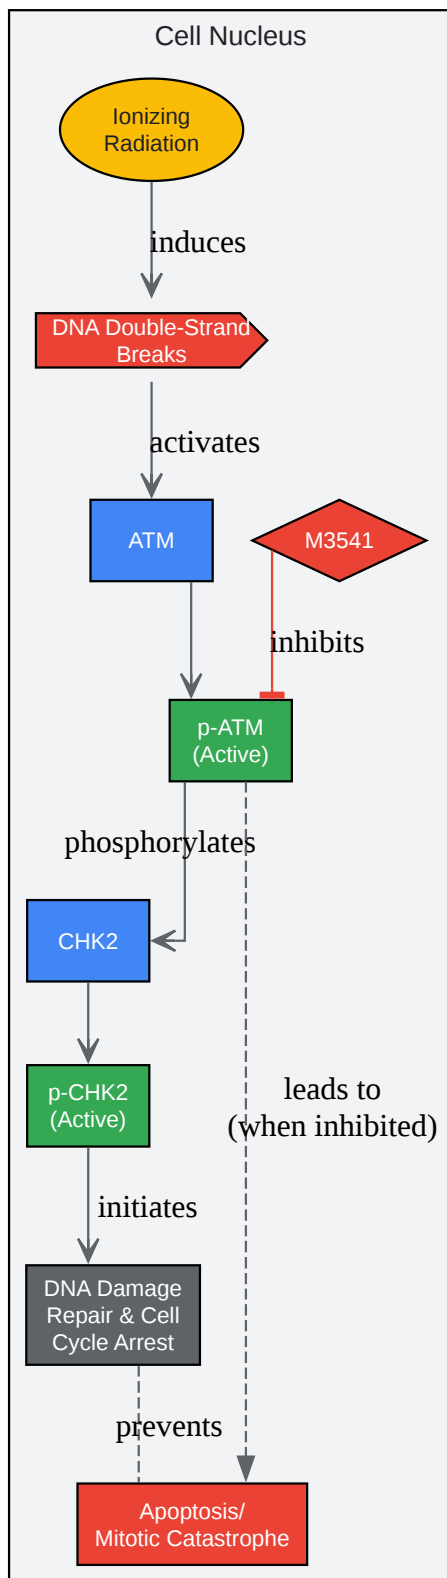 Cell Nucleus
Ionizing
Radiation
induces
DNA Double-Strand
Breaks
activates
ATM
M3541
inhibits
p-ATM
(Active)
phosphorylates
CHK2
p-CHK2
(Active)
leads to
(when inhibited)
initiates
DNA Damage
Repair & Cell
Cycle Arrest
prevents
Apoptosis/
Mitotic Catastrophe